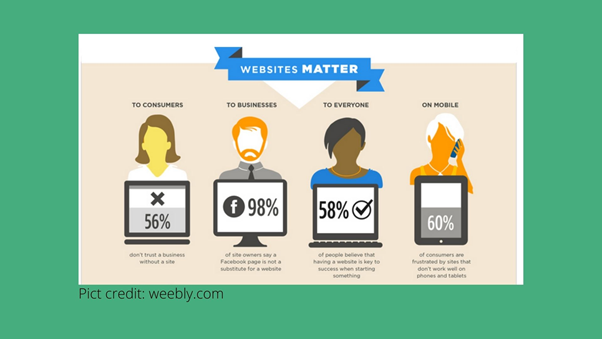 WEBSITES MATTER
TO CONSUMERS
TO BUSINESSES
TO EVERYONE
ON MOBILE
56%
f 98%
58%
60%
don't trust a business
without a site
of site owners say a
Facebook page is not a
substitute for a website
of people believe that
having a website is key to
success when starting
something
of consumers are
frustrated by sites that
don't work well on
phones and tablets
Pict credit: weebly.com